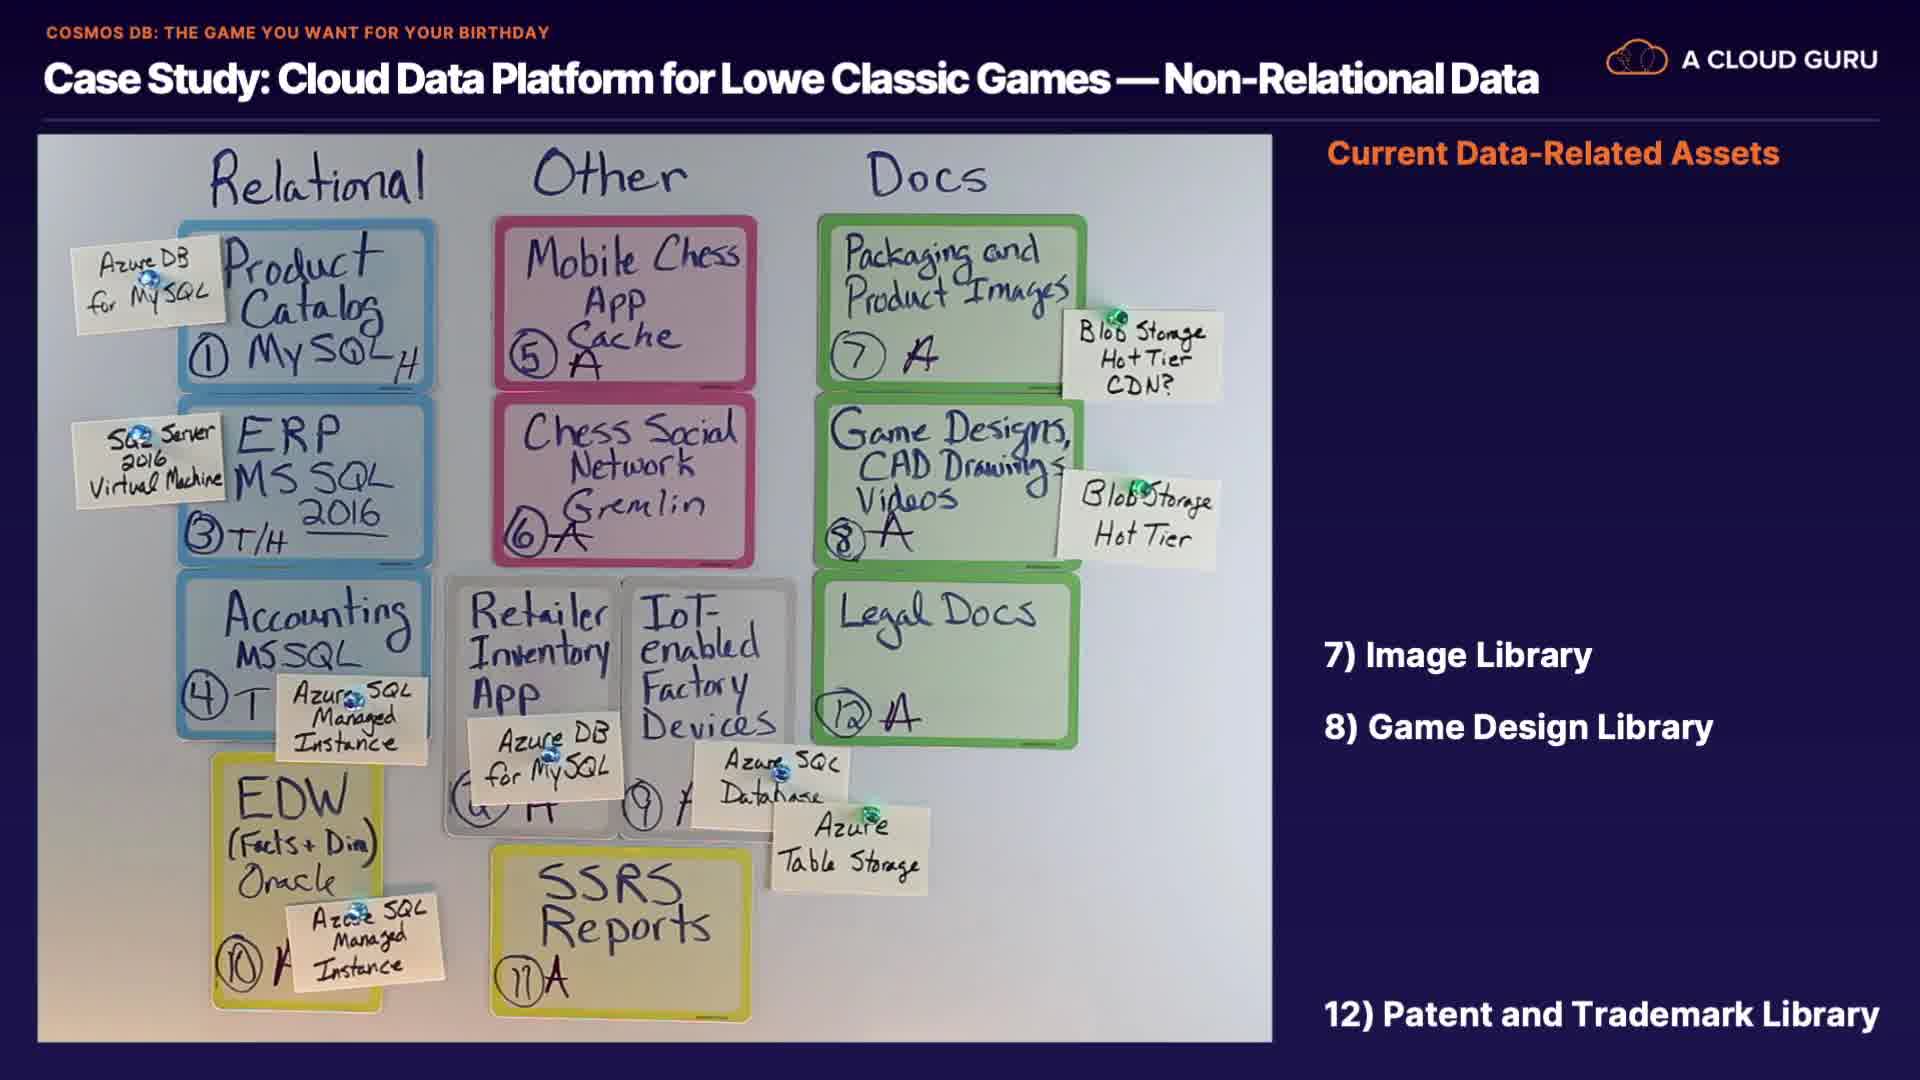 COSMOS DB: THE GAME YOU WANT FOR YOUR BIRTHDAY
Case Study: Cloud Data Platform for Lowe Classic Games — Non-Relational Data
A CLOUD GURU
Relational
Other
Docs
Azure DB
for MySQL
Product
Catalog
1 MySQL H
Mobile Chess
App
Cache
5 A
Packaging and
Product Images
7 A
Blob Storage
Hot Tier
CDN?
SQL Server
2016
Virtual Machine
ERP
MS SQL
2016
3 T/H
Chess Social
Network
Gremlin
6 A
Game Designs,
CAD Drawings
Videos
8 A
Blob Storage
Hot Tier
Accounting
MS SQL
4 T
Azure SQL
Managed
Instance
Retailer
Inventory
App
Azure DB
for MySQL
A
IoT-
enabled
Factory
Devices
9 A
Azure SQL
Database
Azure
Table Storage
Legal Docs
12 A
EDW
(Facts + Dim)
Oracle
10 A
Azure SQL
Managed
Instance
SSRS
Reports
11 A
Current Data-Related Assets
7) Image Library
8) Game Design Library
12) Patent and Trademark Library